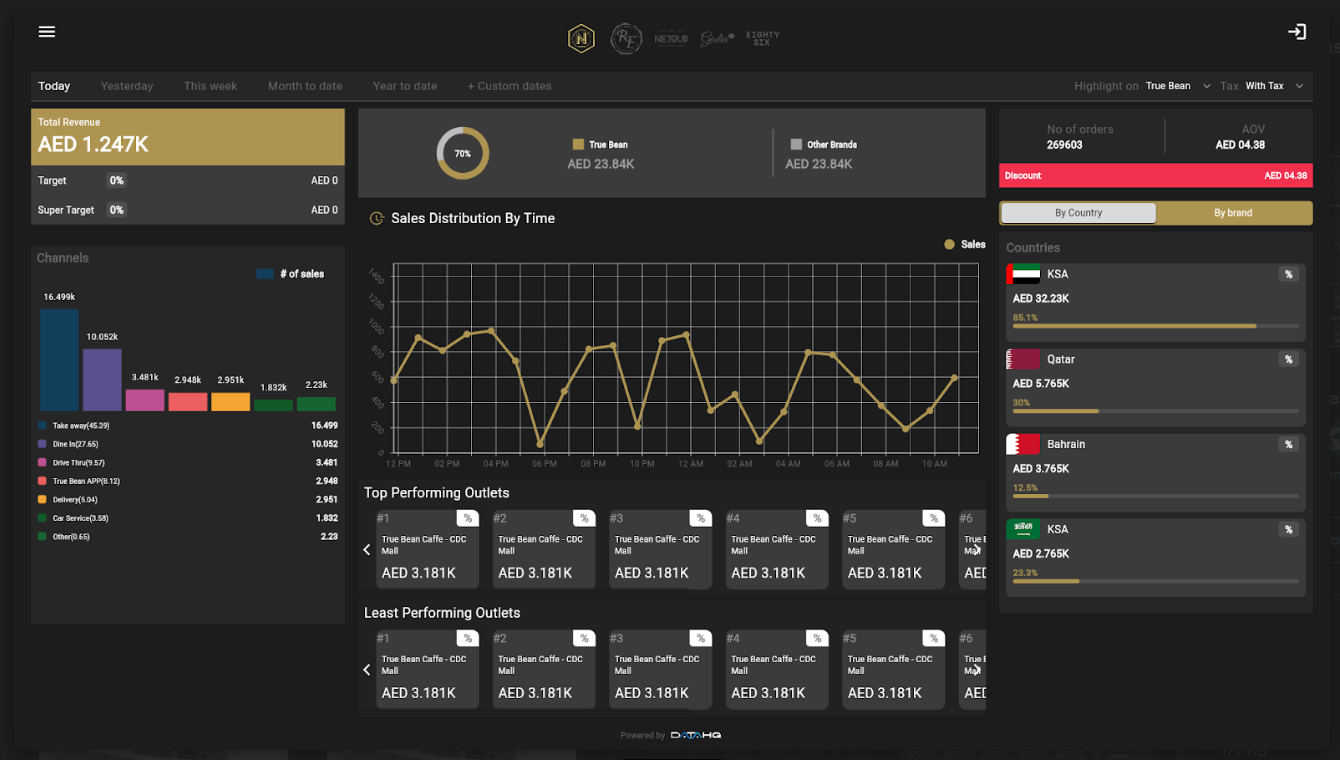 N
RF
NEJOUD
Giulia
EIGHTY
SIX
Today
Yesterday
This week
Month to date
Year to date
+ Custom dates
Highlight on
True Bean
Tax
With Tax
Total Revenue
AED 1.247K
Target
0%
AED 0
Super Target
0%
AED 0
Channels
# of sales
16.499k
10.052k
3.481k
2.948k
2.951k
1.832k
2.23k
Take away(45.39)
16.499
Dine In(27.65)
10.052
Drive Thru(9.57)
3.481
True Bean APP(8.12)
2.948
Delivery(5.04)
2.951
Car Service(3.58)
1.832
Other(0.65)
2.23
70%
True Bean
AED 23.84K
Other Brands
AED 23.84K
Sales Distribution By Time
Sales
1400
1200
1000
800
600
400
200
0
12 PM
02 PM
04 PM
06 PM
08 PM
10 PM
12 AM
02 AM
04 AM
06 AM
08 AM
10 AM
Top Performing Outlets
#1
%
True Bean Caffe - CDC
Mall
AED 3.181K
#2
%
True Bean Caffe - CDC
Mall
AED 3.181K
#3
%
True Bean Caffe - CDC
Mall
AED 3.181K
#4
%
True Bean Caffe - CDC
Mall
AED 3.181K
#5
%
True Bean Caffe - CDC
Mall
AED 3.181K
#6
True B
Mall
AED
Least Performing Outlets
#1
%
True Bean Caffe - CDC
Mall
AED 3.181K
#2
%
True Bean Caffe - CDC
Mall
AED 3.181K
#3
%
True Bean Caffe - CDC
Mall
AED 3.181K
#4
%
True Bean Caffe - CDC
Mall
AED 3.181K
#5
%
True Bean Caffe - CDC
Mall
AED 3.181K
#6
True B
Mall
AED
No of orders
269603
AOV
AED 04.38
Discount
AED 04.38
By Country
By brand
Countries
KSA
%
AED 32.23K
85.1%
Qatar
%
AED 5.765K
30%
Bahrain
%
AED 3.765K
12.5%
KSA
%
AED 2.765K
23.3%
Powered by DATAHQ